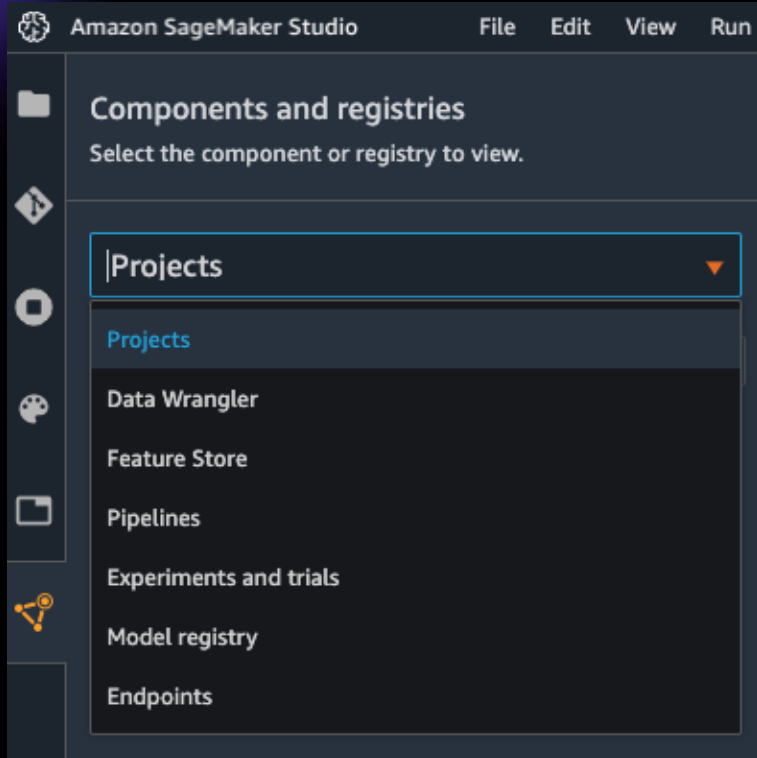 Amazon SageMaker Studio File Edit View Run
Components and registries
Select the component or registry to view.
Projects
Projects
Data Wrangler
Feature Store
Pipelines
Experiments and trials
Model registry
Endpoints